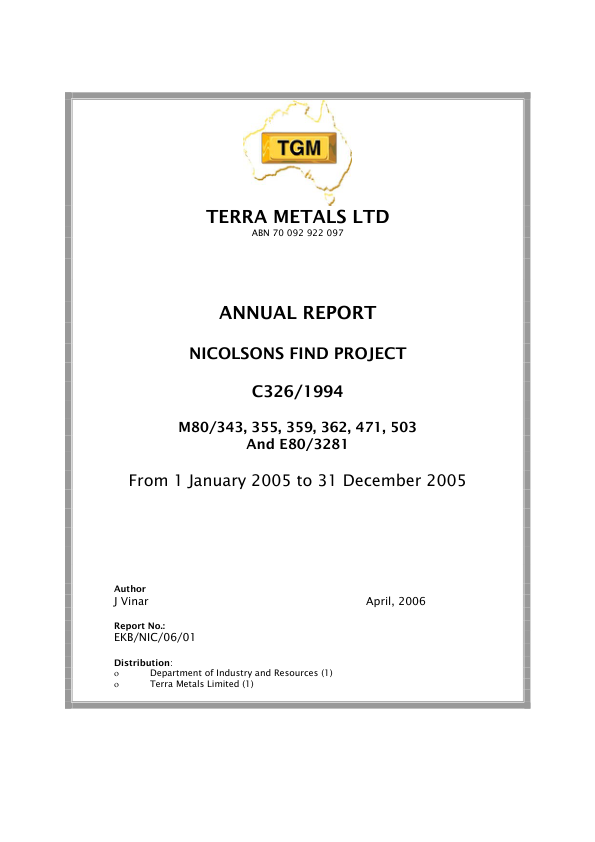 TGM
TERRA METALS LTD
ABN 70 092 922 097
ANNUAL REPORT
NICOLSONS FIND PROJECT
C326/1994
M80/343, 355, 359, 362, 471, 503
And E80/3281
From 1 January 2005 to 31 December 2005
Author
J Vinar April, 2006
Report No.:
EKB/NIC/06/01
Distribution:
o Department of Industry and Resources (1)
o Terra Metals Limited (1)